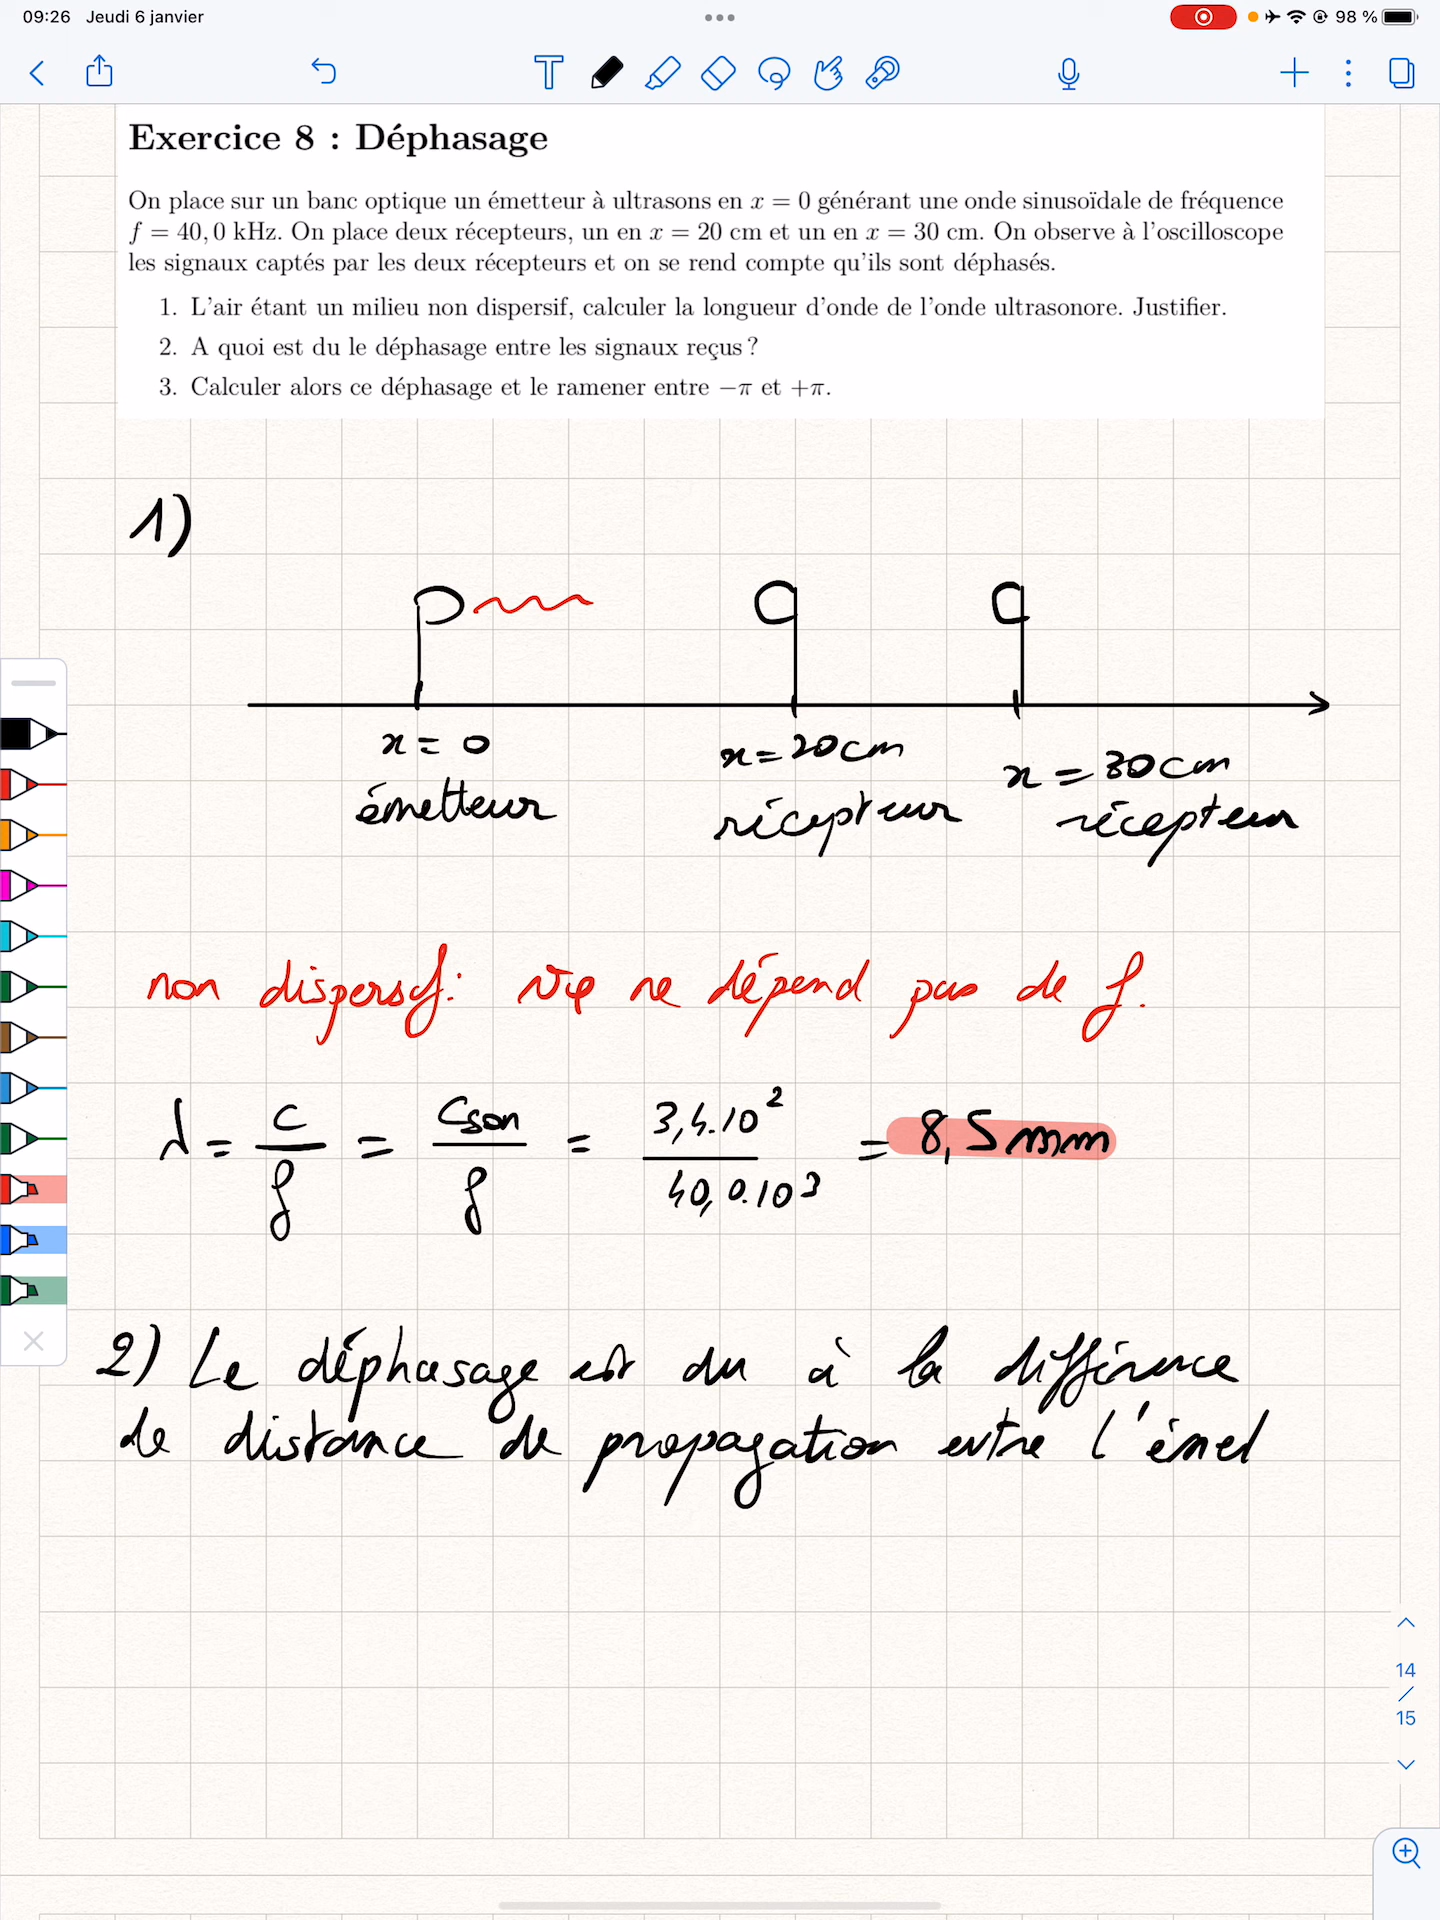 09:26 Jeudi 6 janvier 98 %
Exercice 8 : Déphasage
On place sur un banc optique un émetteur à ultrasons en x = 0 générant une onde sinusoïdale de fréquence
f = 40, 0 kHz. On place deux récepteurs, un en x = 20 cm et un en x = 30 cm. On observe à l'oscilloscope
les signaux captés par les deux récepteurs et on se rend compte qu'ils sont déphasés.
1. L'air étant un milieu non dispersif, calculer la longueur d'onde de l'onde ultrasonore. Justifier.
2. A quoi est du le déphasage entre les signaux reçus ?
3. Calculer alors ce déphasage et le ramener entre −π et +π.
1)
x = 0 x = 20 cm x = 30 cm
émetteur récepteur récepteur
non dispersif: vφ ne dépend pas de f.
λ = c/f = cson/f = 3,4.10²/40,0.10³ = 8,5 mm
2) Le déphasage est du à la différence
de distance de propagation entre l'émet
14
/
15